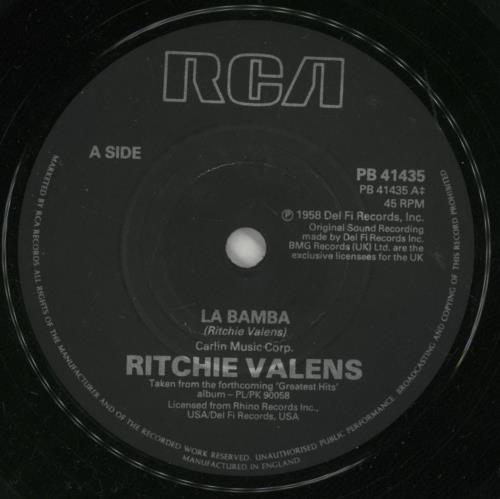 RCA
A SIDE
PB 41435
PB 41435 A‡
45 RPM
Ⓟ 1958 Del Fi Records, Inc.
Original Sound Recording
made by Del Fi Records Inc.
BMG Records (UK) Ltd. are the
exclusive licensees for the UK
LA BAMBA
(Ritchie Valens)
Carlin Music Corp.
RITCHIE VALENS
Taken from the forthcoming 'Greatest Hits'
album – PL/PK 90058
Licensed from Rhino Records Inc.,
USA/Del Fi Records, USA
MARKETED BY RCA RECORDS ALL RIGHTS OF THE MANUFACTURER AND OF THE RECORDED WORK RESERVED. UNAUTHORISED PUBLIC PERFORMANCE, BROADCASTING AND COPYING OF THIS RECORD PROHIBITED
MANUFACTURED IN ENGLAND